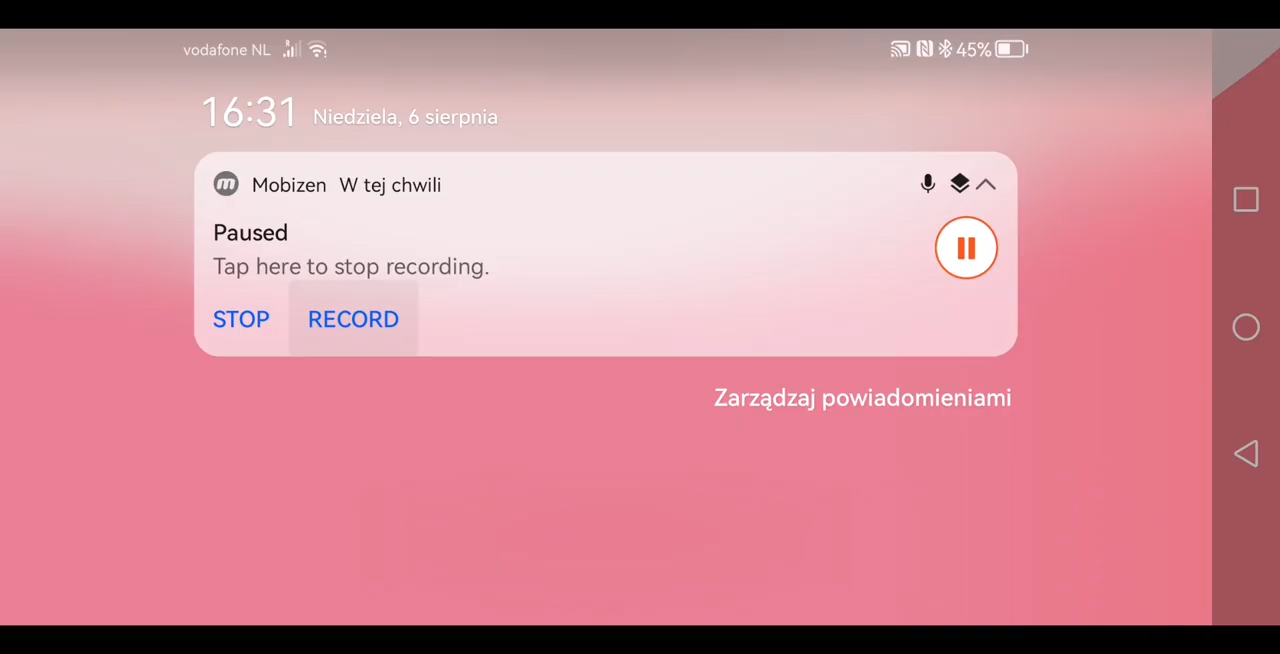 vodafone NL 45%
16:31 Niedziela, 6 sierpnia
m Mobizen W tej chwili
Paused
Tap here to stop recording.
STOP RECORD
Zarządzaj powiadomieniami